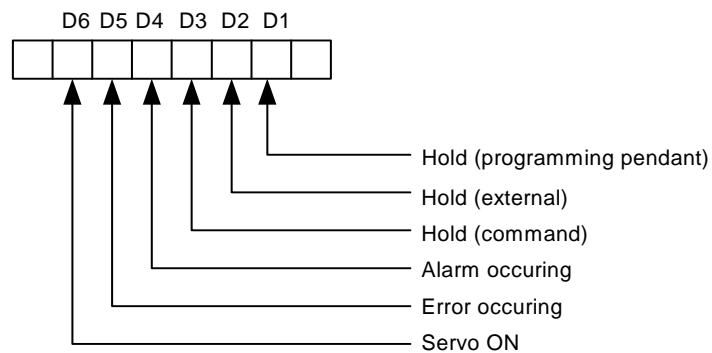 D6 D5 D4 D3 D2 D1
Hold (programming pendant)
Hold (external)
Hold (command)
Alarm occuring
Error occuring
Servo ON